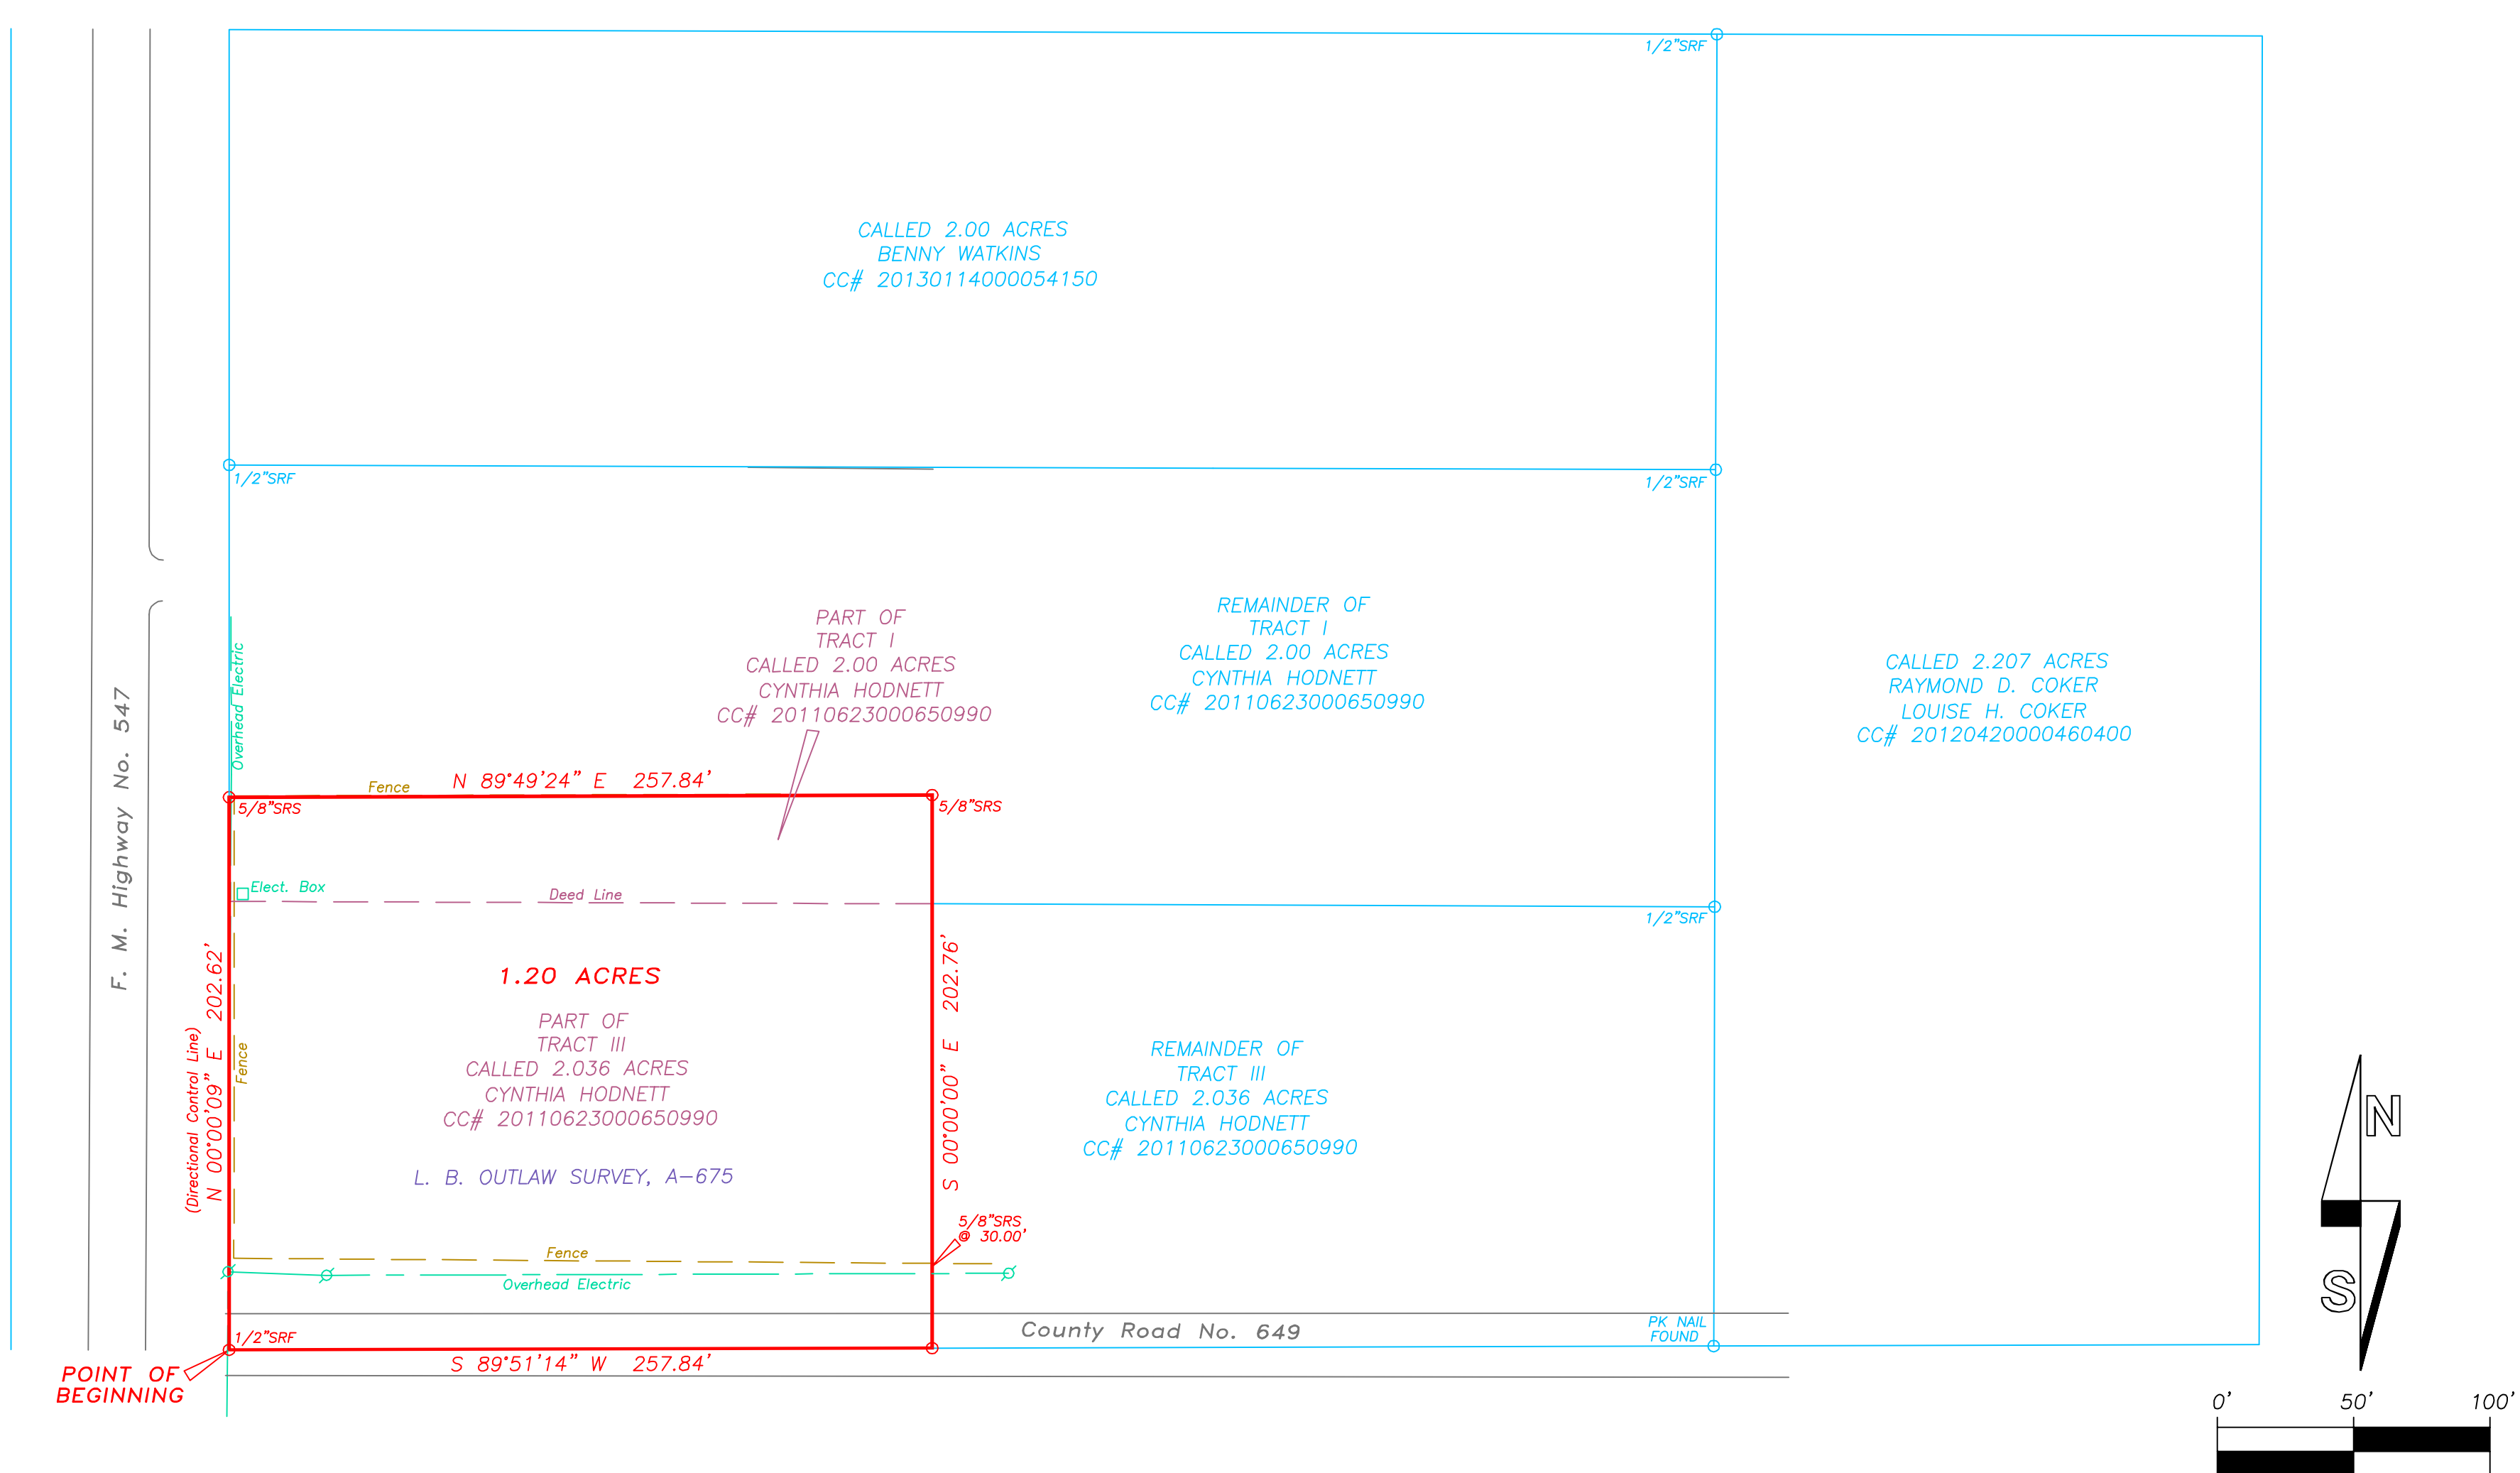 1/2"SRF
CALLED 2.00 ACRES
BENNY WATKINS
CC# 20130114000054150
1/2"SRF
1/2"SRF
F. M. Highway No. 547
Overhead Electric
PART OF
TRACT I
CALLED 2.00 ACRES
CYNTHIA HODNETT
CC# 20110623000650990
REMAINDER OF
TRACT I
CALLED 2.00 ACRES
CYNTHIA HODNETT
CC# 20110623000650990
CALLED 2.207 ACRES
RAYMOND D. COKER
LOUISE H. COKER
CC# 20120420000460400
Fence
N 89°49'24" E 257.84'
5/8"SRS
5/8"SRS
Elect. Box
Deed Line
1/2"SRF
(Directional Control Line)
N 00°00'09" E 202.62'
Fence
1.20 ACRES
PART OF
TRACT III
CALLED 2.036 ACRES
CYNTHIA HODNETT
CC# 20110623000650990
L. B. OUTLAW SURVEY, A-675
S 00°00'00" E 202.76'
REMAINDER OF
TRACT III
CALLED 2.036 ACRES
CYNTHIA HODNETT
CC# 20110623000650990
5/8"SRS
@ 30.00'
Fence
Overhead Electric
N
S
1/2"SRF
County Road No. 649
PK NAIL
FOUND
POINT OF
BEGINNING
S 89°51'14" W 257.84'
0' 50' 100'